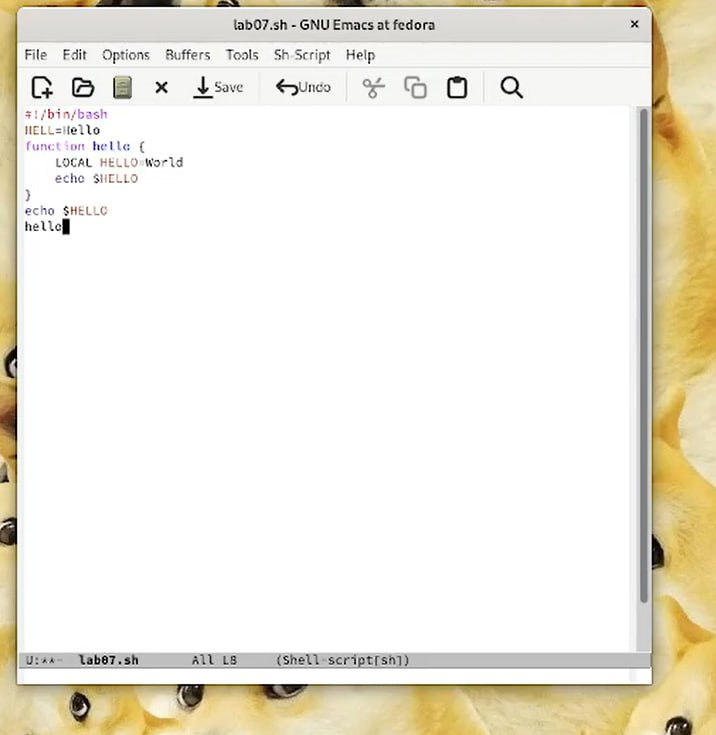 lab07.sh - GNU Emacs at fedora
File Edit Options Buffers Tools Sh-Script Help
Save Undo
#!/bin/bash
HELL=Hello
function hello {
LOCAL HELLO=World
echo $HELLO
}
echo $HELLO
hello
U:**- lab07.sh All L8 (Shell-script[sh])